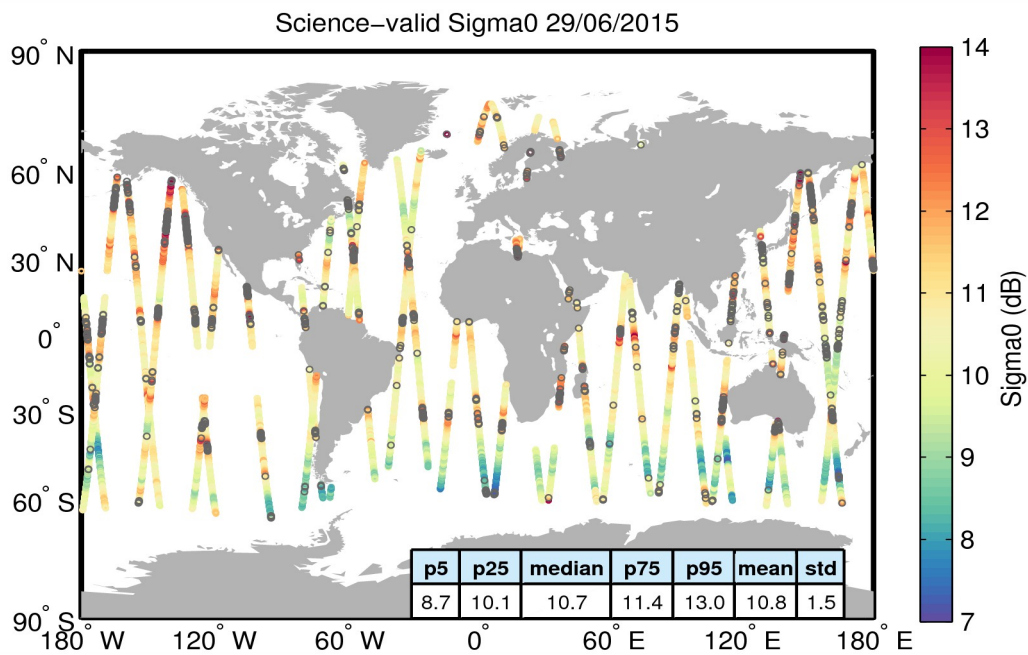 Science−valid Sigma0 29/06/2015
90° N
60° N
30° N
0°
30° S
60° S
90° S
180° W
120° W
60° W
0°
60° E
120° E
180° E
p5 p25 median p75 p95 mean std
8.7 10.1 10.7 11.4 13.0 10.8 1.5
14
13
12
11
10
9
8
7
Sigma0 (dB)